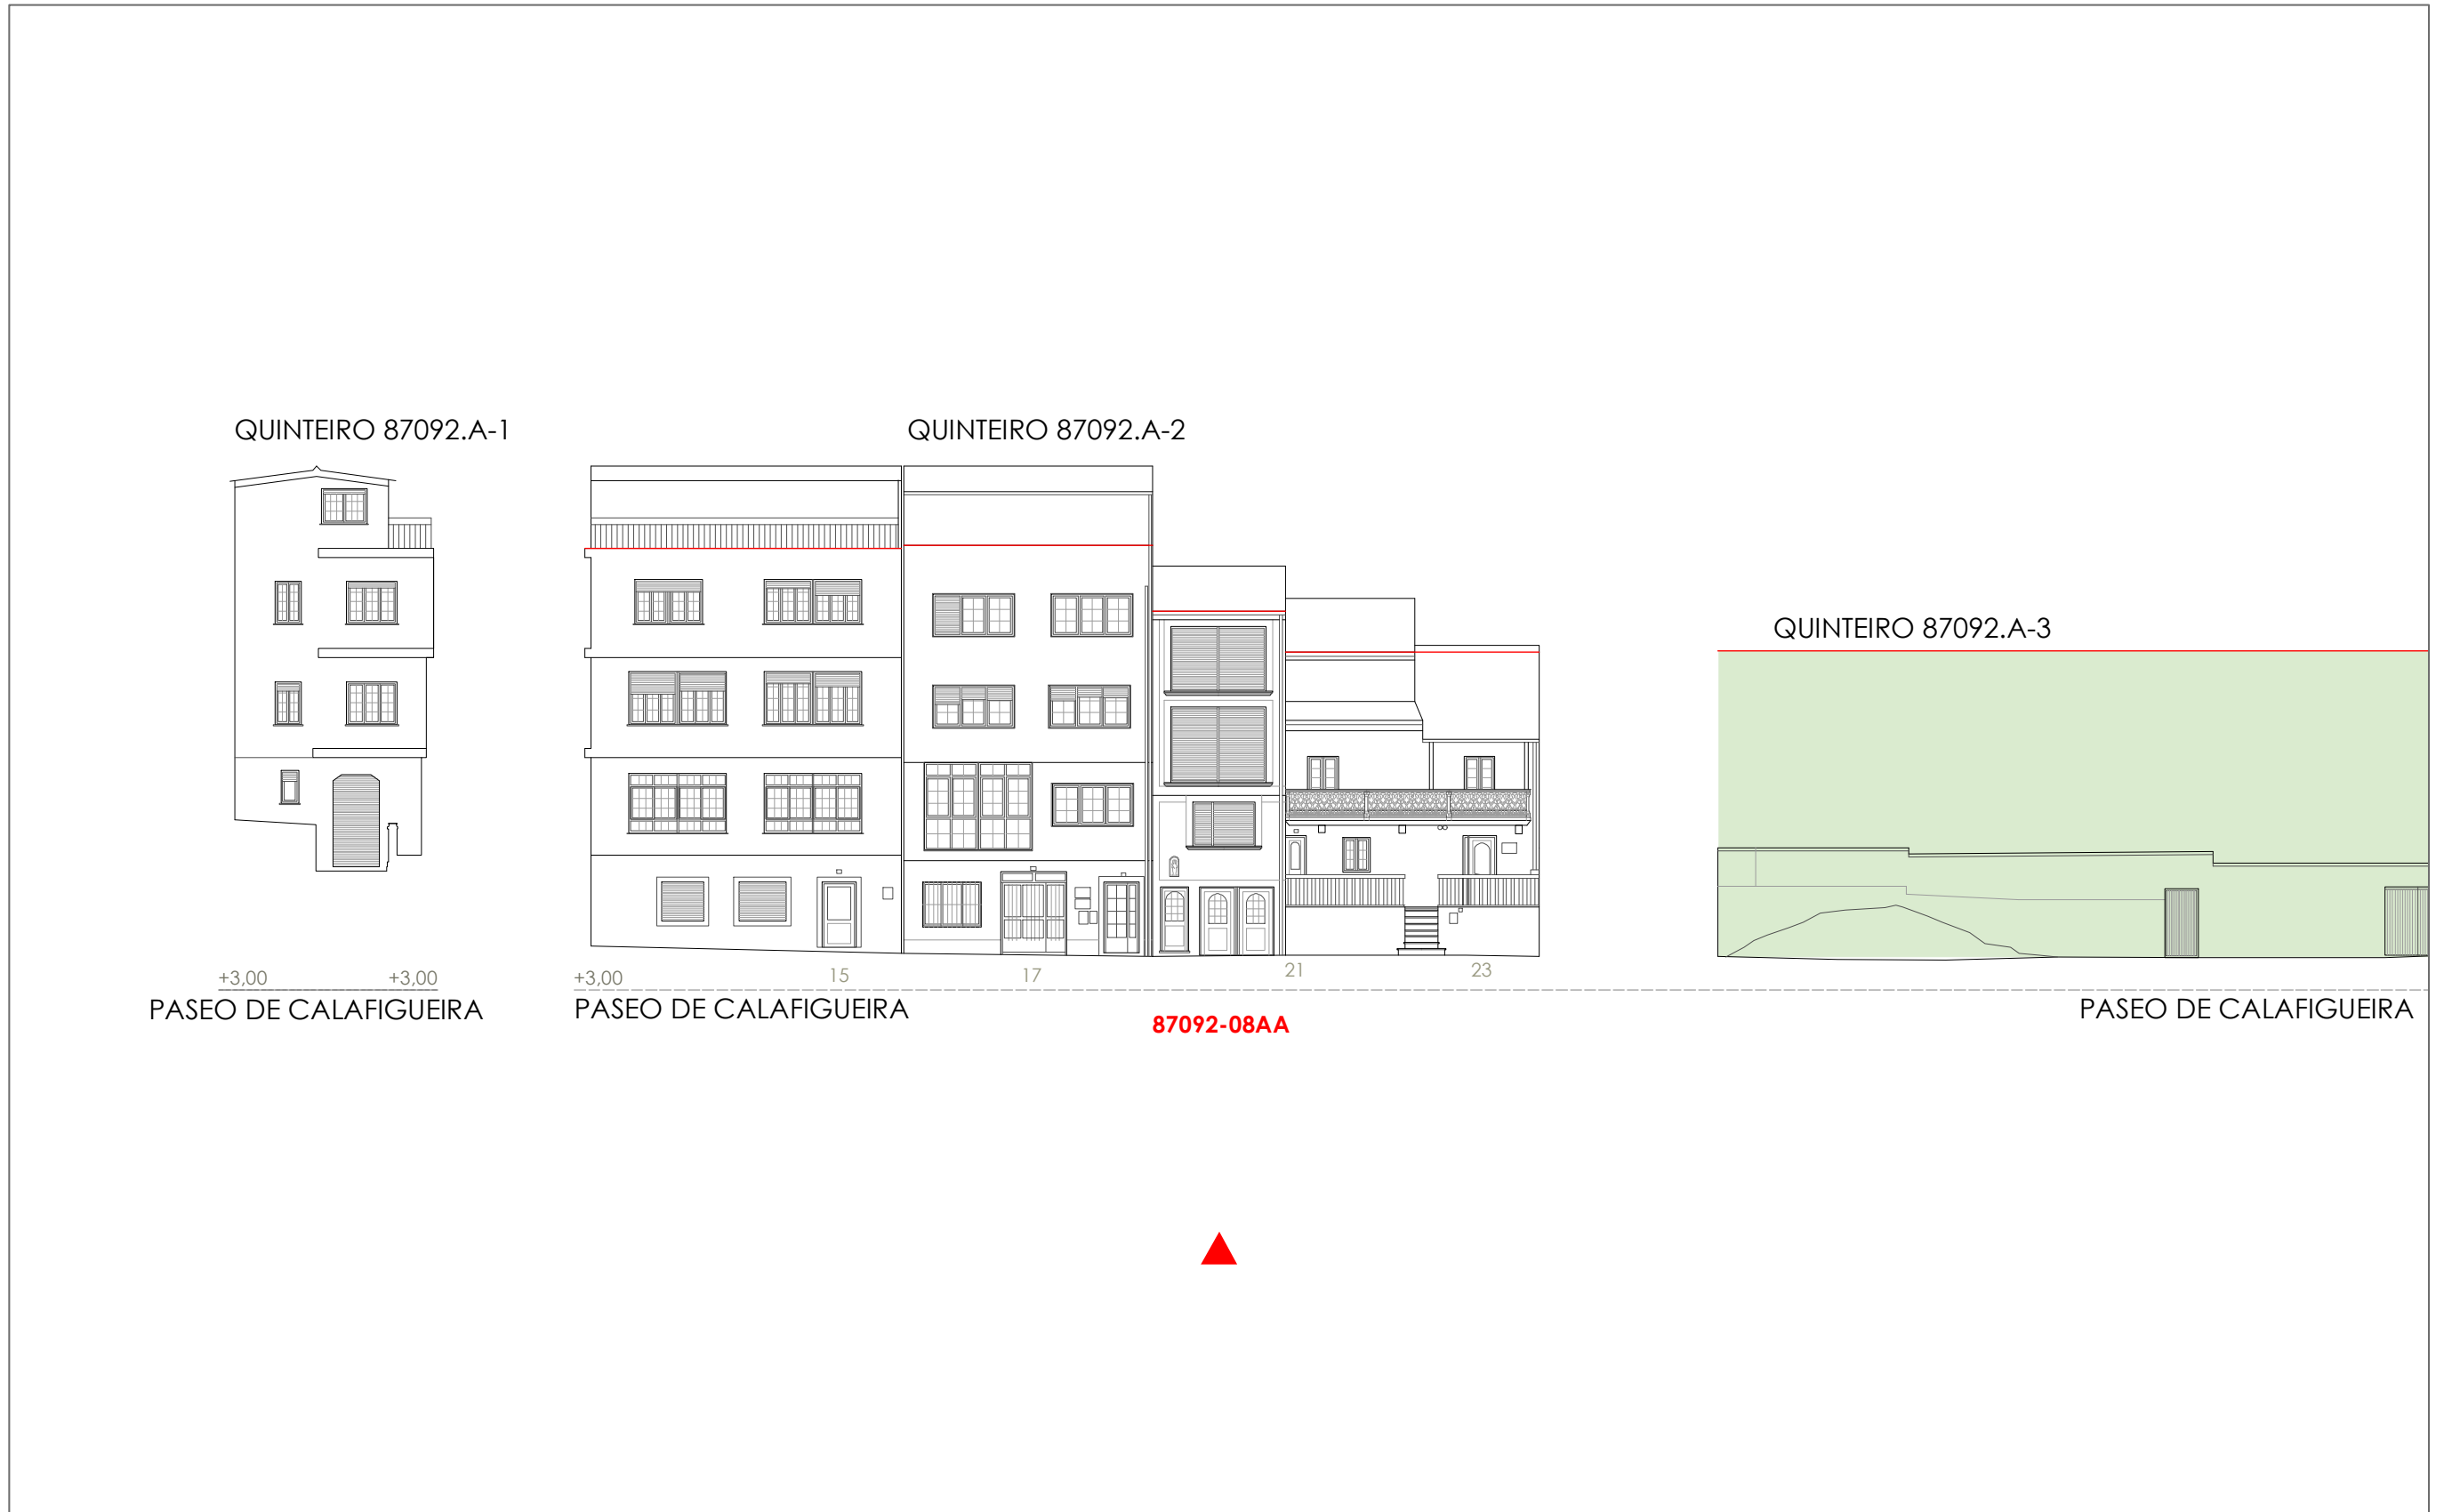 QUINTEIRO 87092.A-1
QUINTEIRO 87092.A-2
QUINTEIRO 87092.A-3
+3,00
+3,00
+3,00
15
17
21
23
PASEO DE CALAFIGUEIRA
PASEO DE CALAFIGUEIRA
PASEO DE CALAFIGUEIRA
87092-08AA